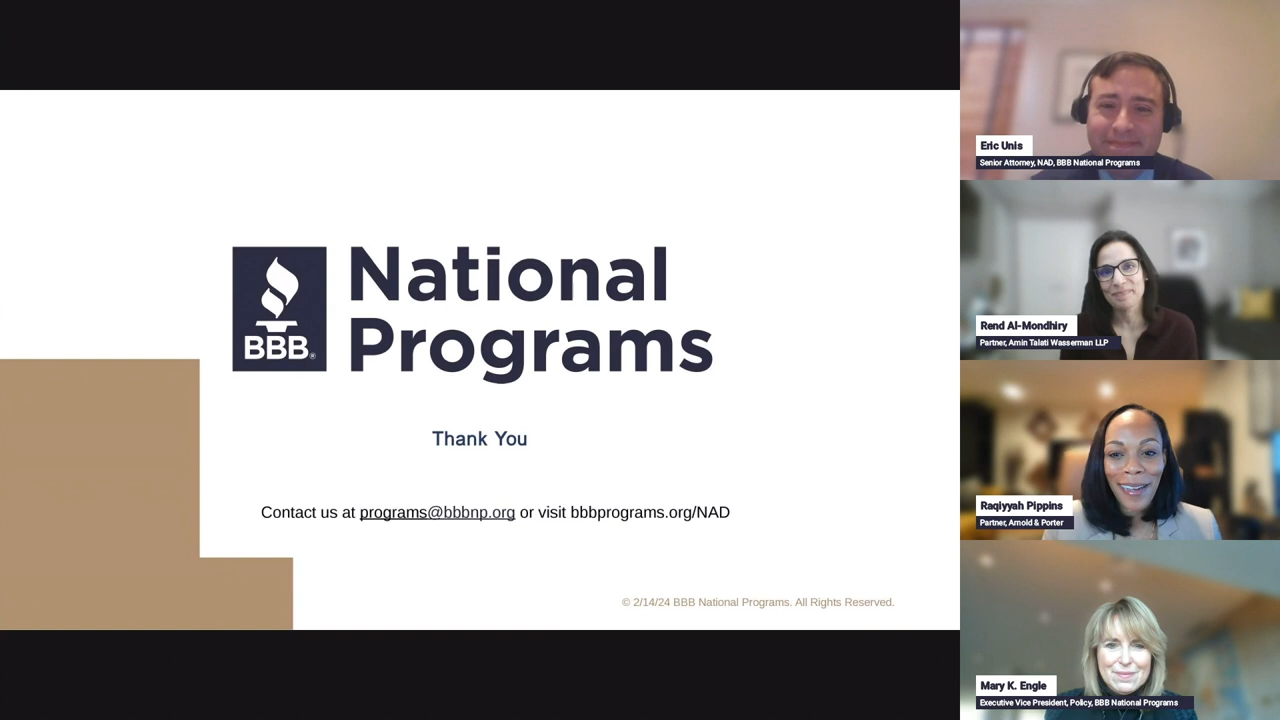 National
Programs
BBB®
Thank You
Contact us at programs@bbbnp.org or visit bbbprograms.org/NAD
© 2/14/24 BBB National Programs. All Rights Reserved.
Eric Unis
Senior Attorney, NAD, BBB National Programs
Rend Al-Mondhiry
Partner, Amin Talati Wasserman LLP
Raqiyyah Pippins
Partner, Arnold & Porter
Mary K. Engle
Executive Vice President, Policy, BBB National Programs